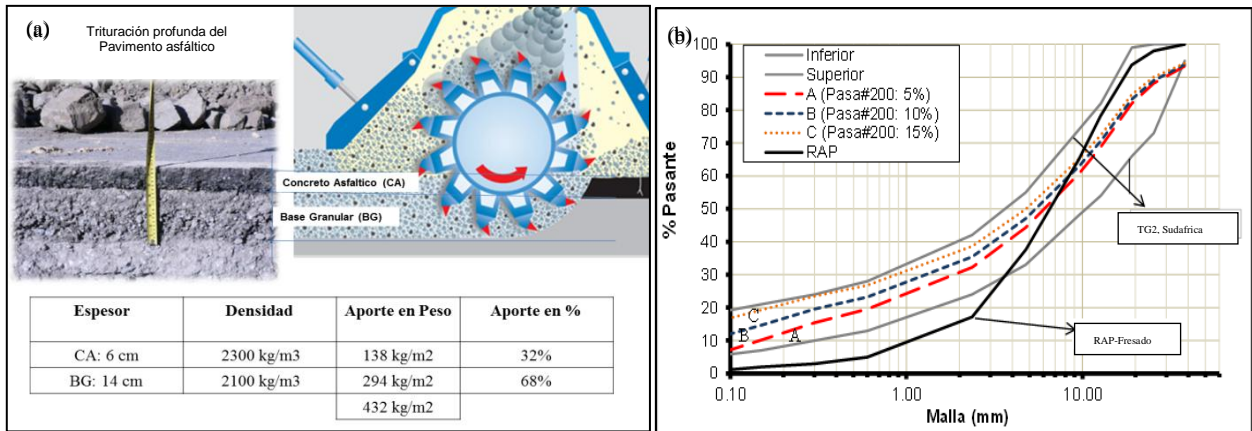 (a)
Trituración profunda del
Pavimento asfáltico
Concreto Asfaltico (CA)
Base Granular (BG)
Espesor Densidad Aporte en Peso Aporte en %
CA: 6 cm 2300 kg/m3 138 kg/m2 32%
BG: 14 cm 2100 kg/m3 294 kg/m2 68%
432 kg/m2
(b)
% Pasante
100
90
80
70
60
50
40
30
20
10
0
Inferior
Superior
A (Pasa#200: 5%)
B (Pasa#200: 10%)
C (Pasa#200: 15%)
RAP
TG2, Sudafrica
C
B
A
RAP-Fresado
0.10 1.00 10.00
Malla (mm)